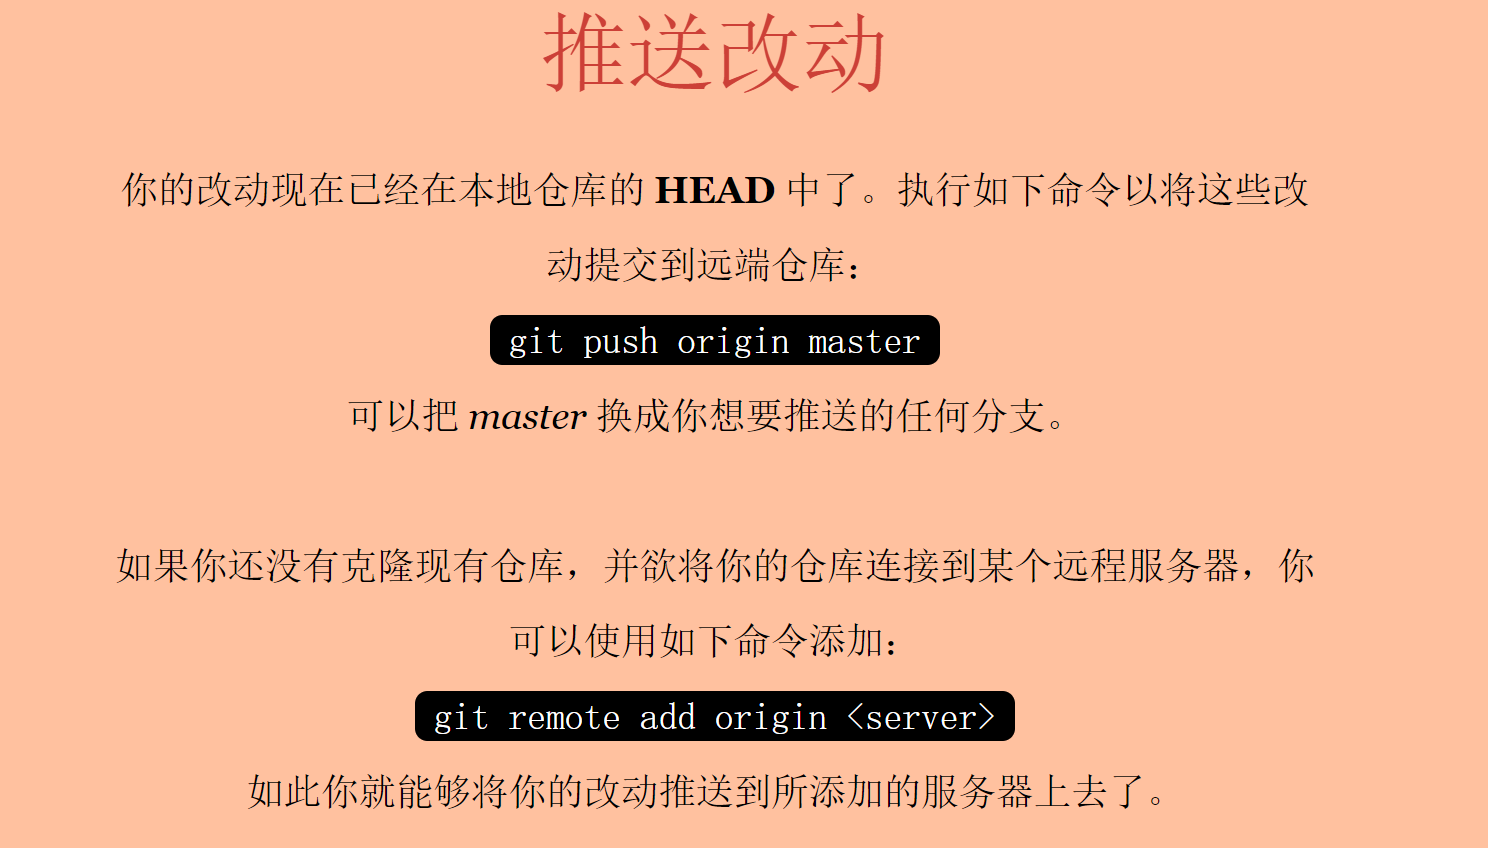 推送改动
你的改动现在已经在本地仓库的 HEAD 中了。执行如下命令以将这些改
动提交到远端仓库：
git push origin master
可以把 master 换成你想要推送的任何分支。
如果你还没有克隆现有仓库，并欲将你的仓库连接到某个远程服务器，你
可以使用如下命令添加：
git remote add origin <server>
如此你就能够将你的改动推送到所添加的服务器上去了。